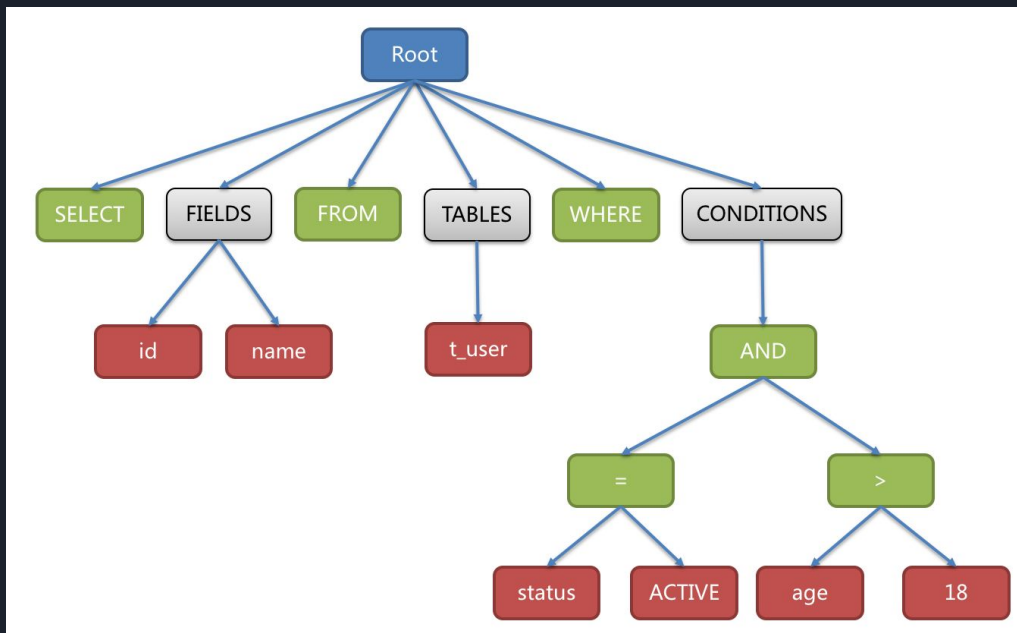 Root
SELECT FIELDS FROM TABLES WHERE CONDITIONS
id name t_user AND
= >
status ACTIVE age 18